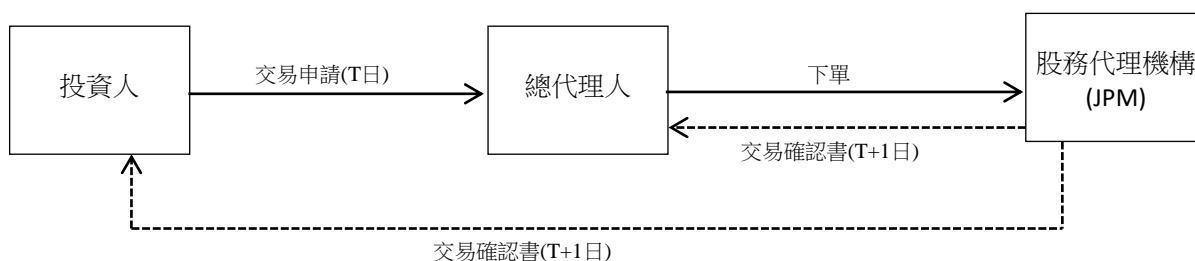 投資人
交易申請(T日)
總代理人
下單
股務代理機構
(JPM)
交易確認書(T+1日)
交易確認書(T+1日)